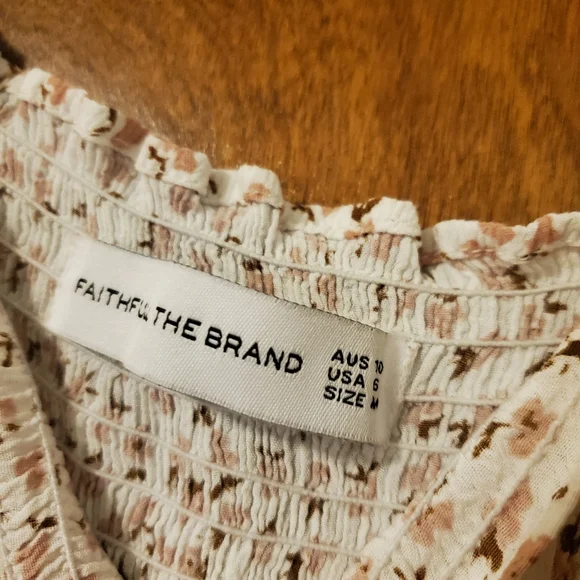 FAITHFULL THE BRAND
AUS 10
USA 6
SIZE M